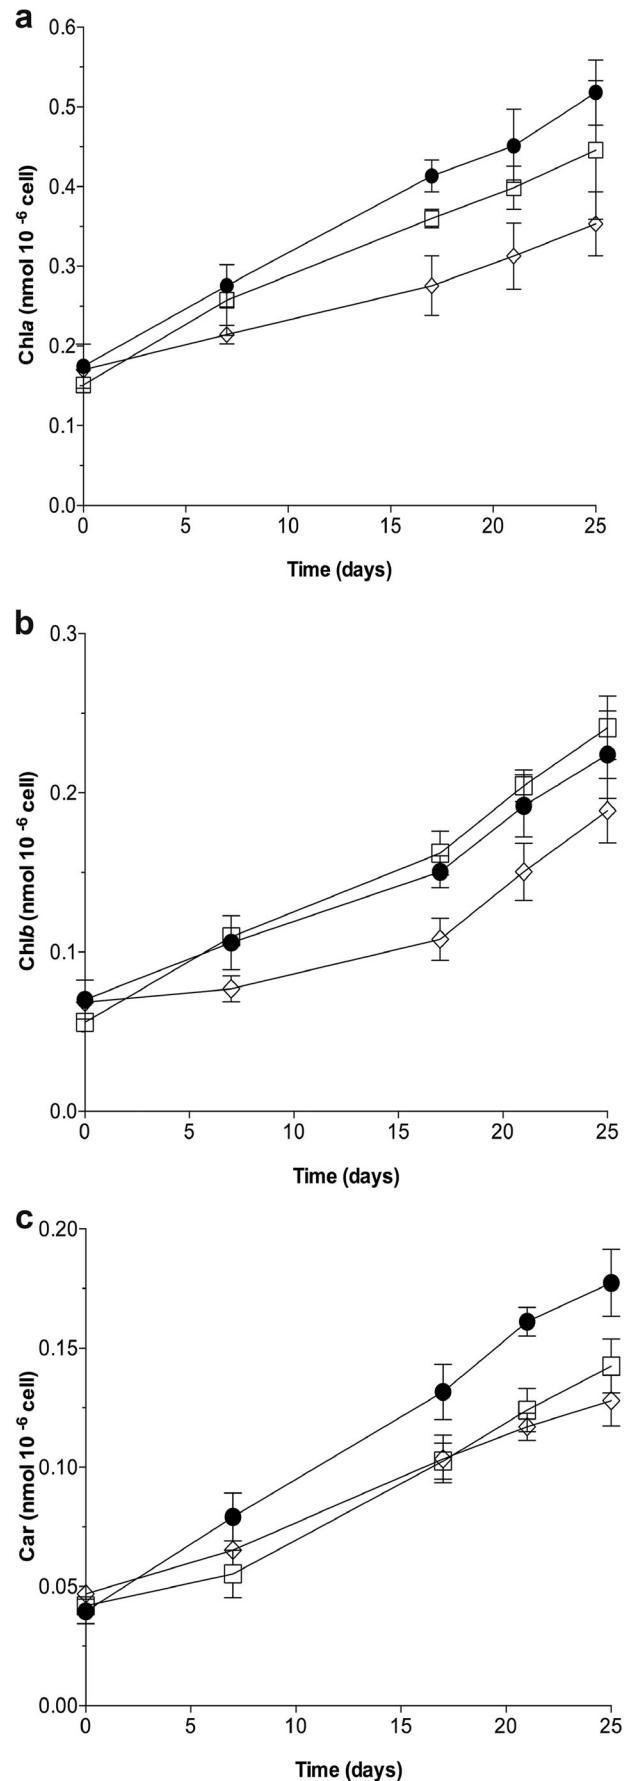 a
0.6
0.5
0.4
0.3
0.2
0.1
0.0
Chla (nmol 10 -6 cell)
0 5 10 15 20 25
Time (days)
b
0.3
0.2
0.1
0.0
Chlb (nmol 10 -6 cell)
0 5 10 15 20 25
Time (days)
c
0.20
0.15
0.10
0.05
0.00
Car (nmol 10 -6 cell)
0 5 10 15 20 25
Time (days)